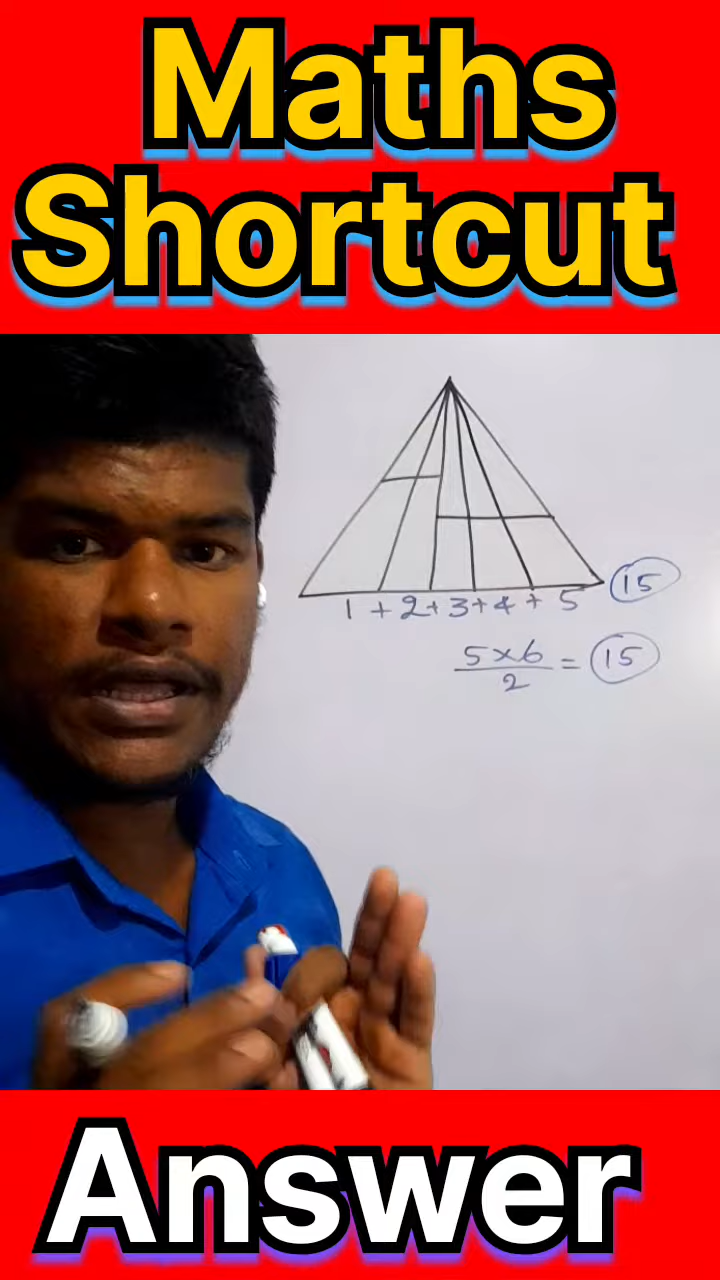 Maths
Shortcut
1 + 2 + 3 + 4 + 5 15
5 x 6
2
= 15
Answer